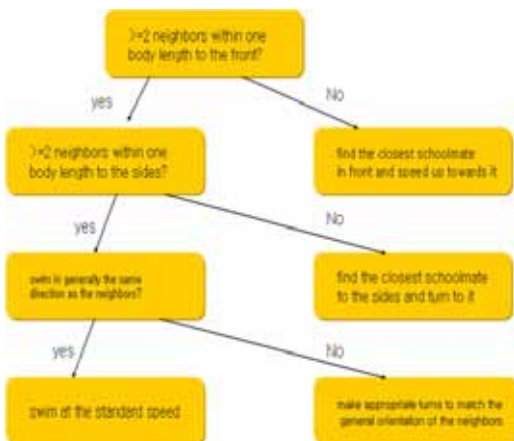 >=2 neighbors within one
body length to the front?
yes
No
>=2 neighbors within one
body length to the sides?
find the closest schoolmate
in front and speed up towards it
yes
No
swim in generally the same
direction as the neighbors?
find the closest schoolmate
to the sides and turn to it
yes
No
swim at the standard speed
make appropriate turns to match the
general orientation of the neighbors